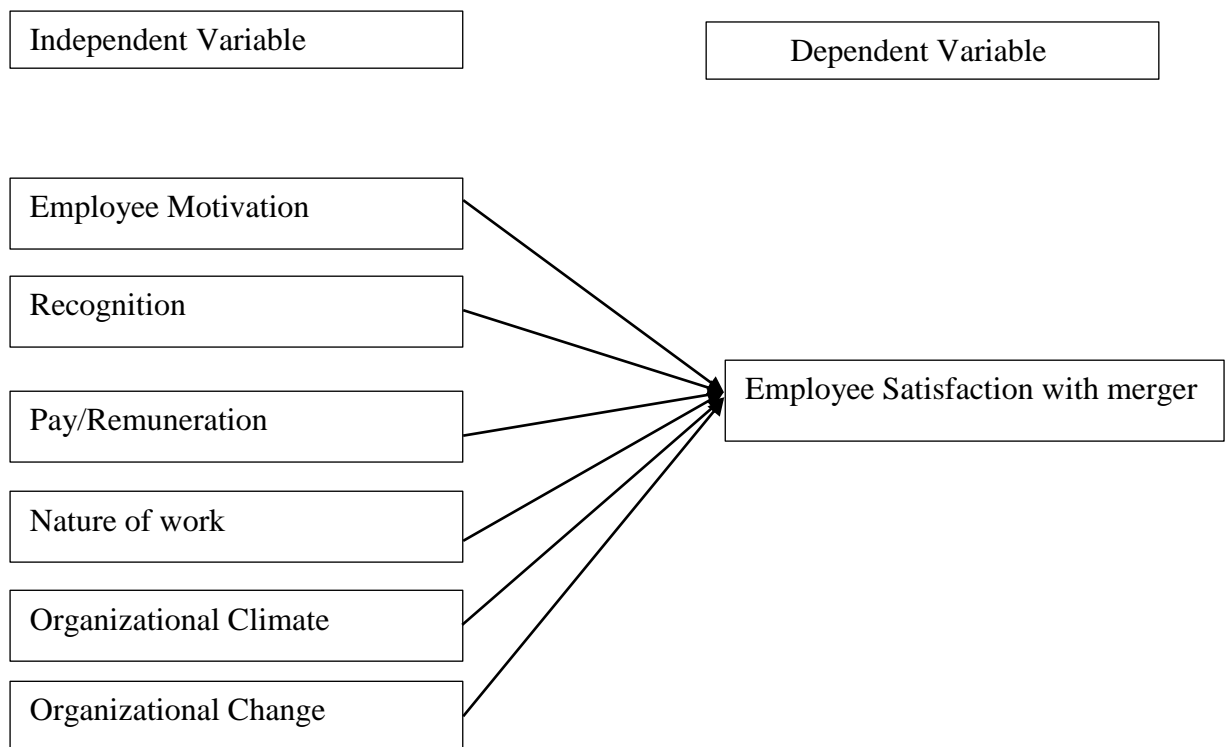 Independent Variable
Dependent Variable
Employee Motivation
Recognition
Pay/Remuneration
Nature of work
Organizational Climate
Organizational Change
Employee Satisfaction with merger